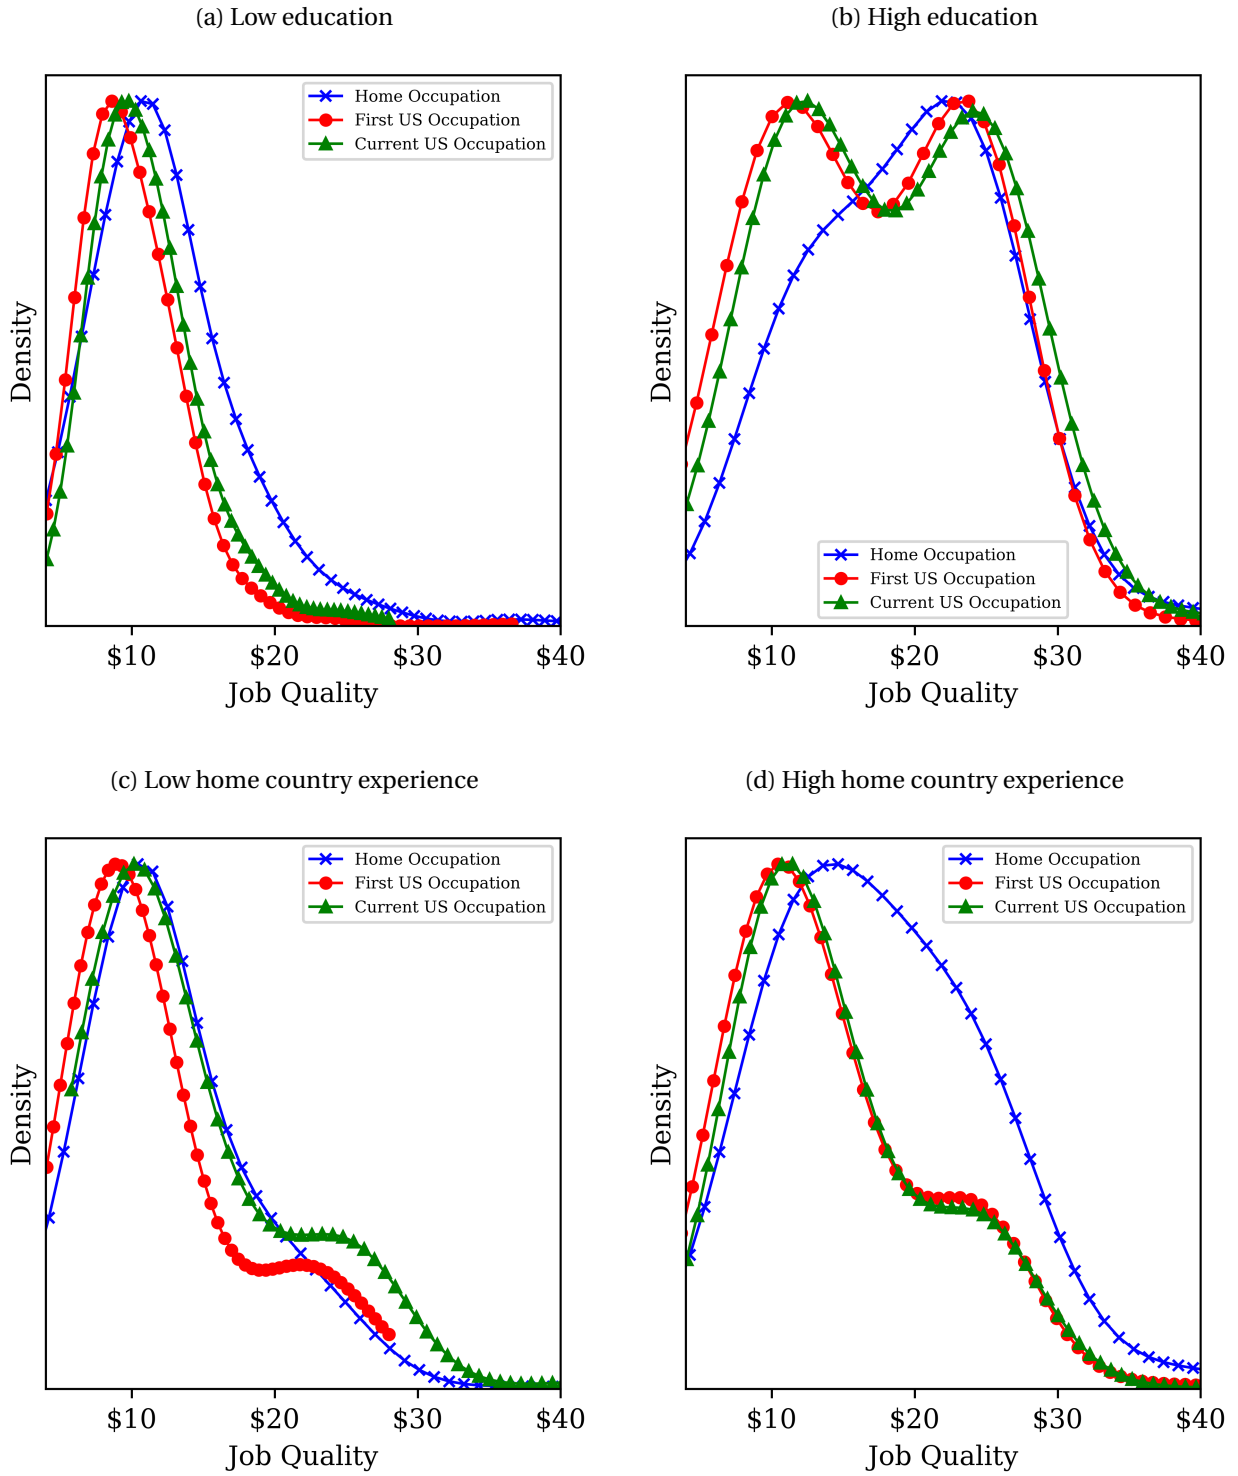 (a) Low education
Density
Home Occupation
First US Occupation
Current US Occupation
$10 $20 $30 $40
Job Quality
(b) High education
Density
Home Occupation
First US Occupation
Current US Occupation
$10 $20 $30 $40
Job Quality
(c) Low home country experience
Density
Home Occupation
First US Occupation
Current US Occupation
$10 $20 $30 $40
Job Quality
(d) High home country experience
Density
Home Occupation
First US Occupation
Current US Occupation
$10 $20 $30 $40
Job Quality